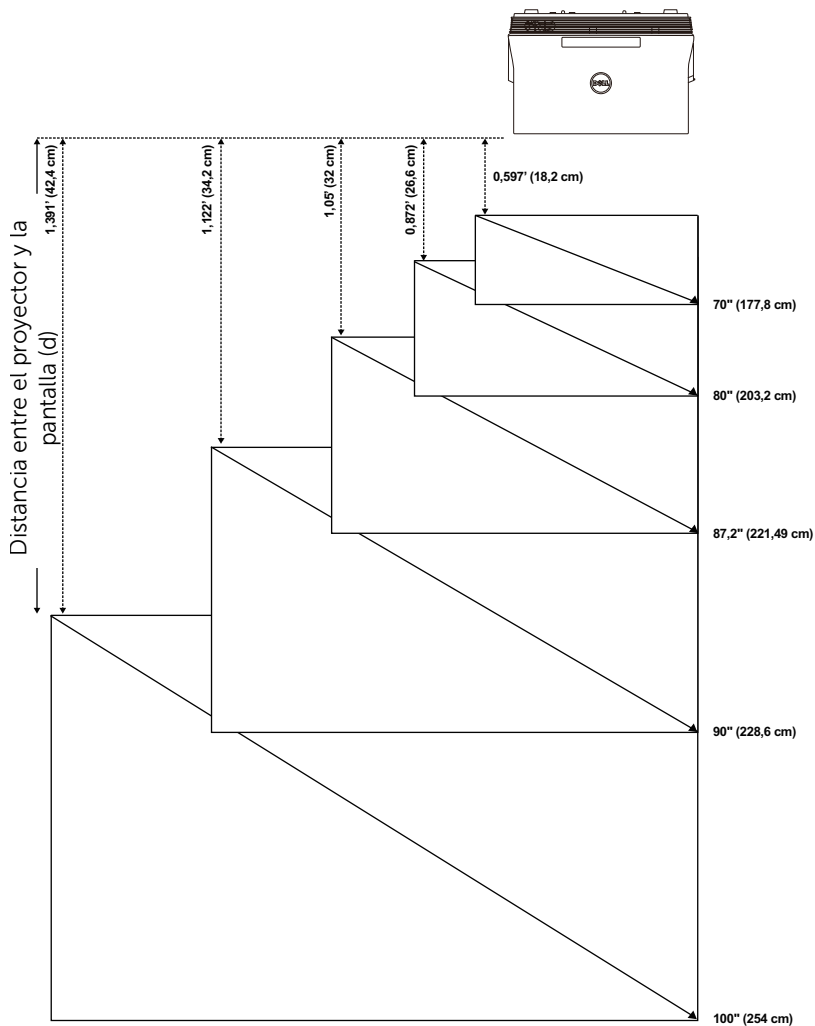 DELL
Distancia entre el proyector y la
pantalla (d)
1,391' (42,4 cm)
1,122' (34,2 cm)
1,05' (32 cm)
0,872' (26,6 cm)
0,597' (18,2 cm)
70" (177,8 cm)
80" (203,2 cm)
87,2" (221,49 cm)
90" (228,6 cm)
100" (254 cm)